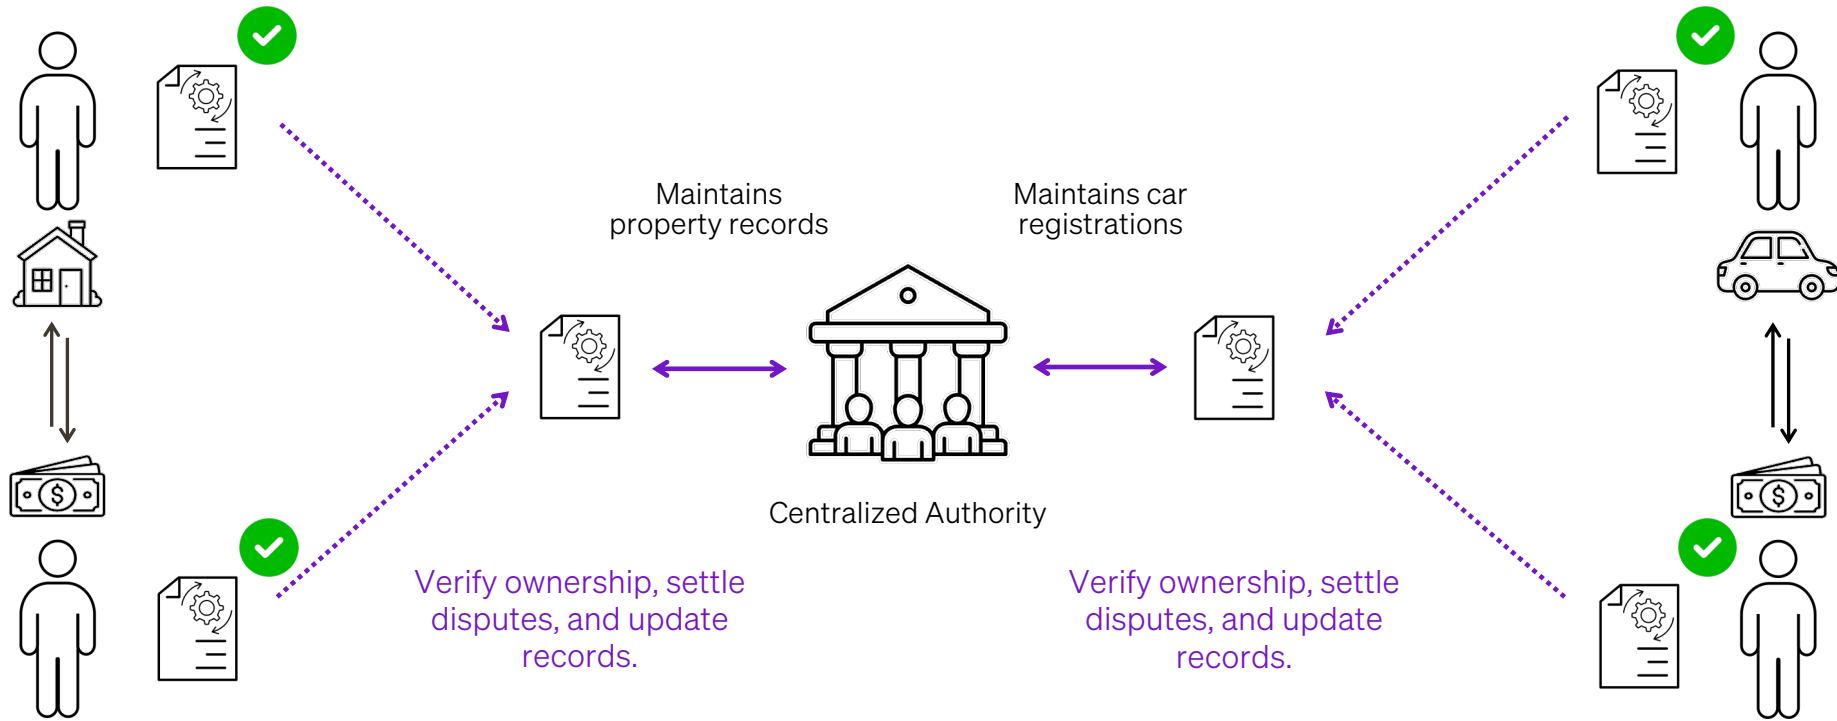 Maintains
property records
Maintains car
registrations
$
$
Centralized Authority
Verify ownership, settle
disputes, and update
records.
Verify ownership, settle
disputes, and update
records.